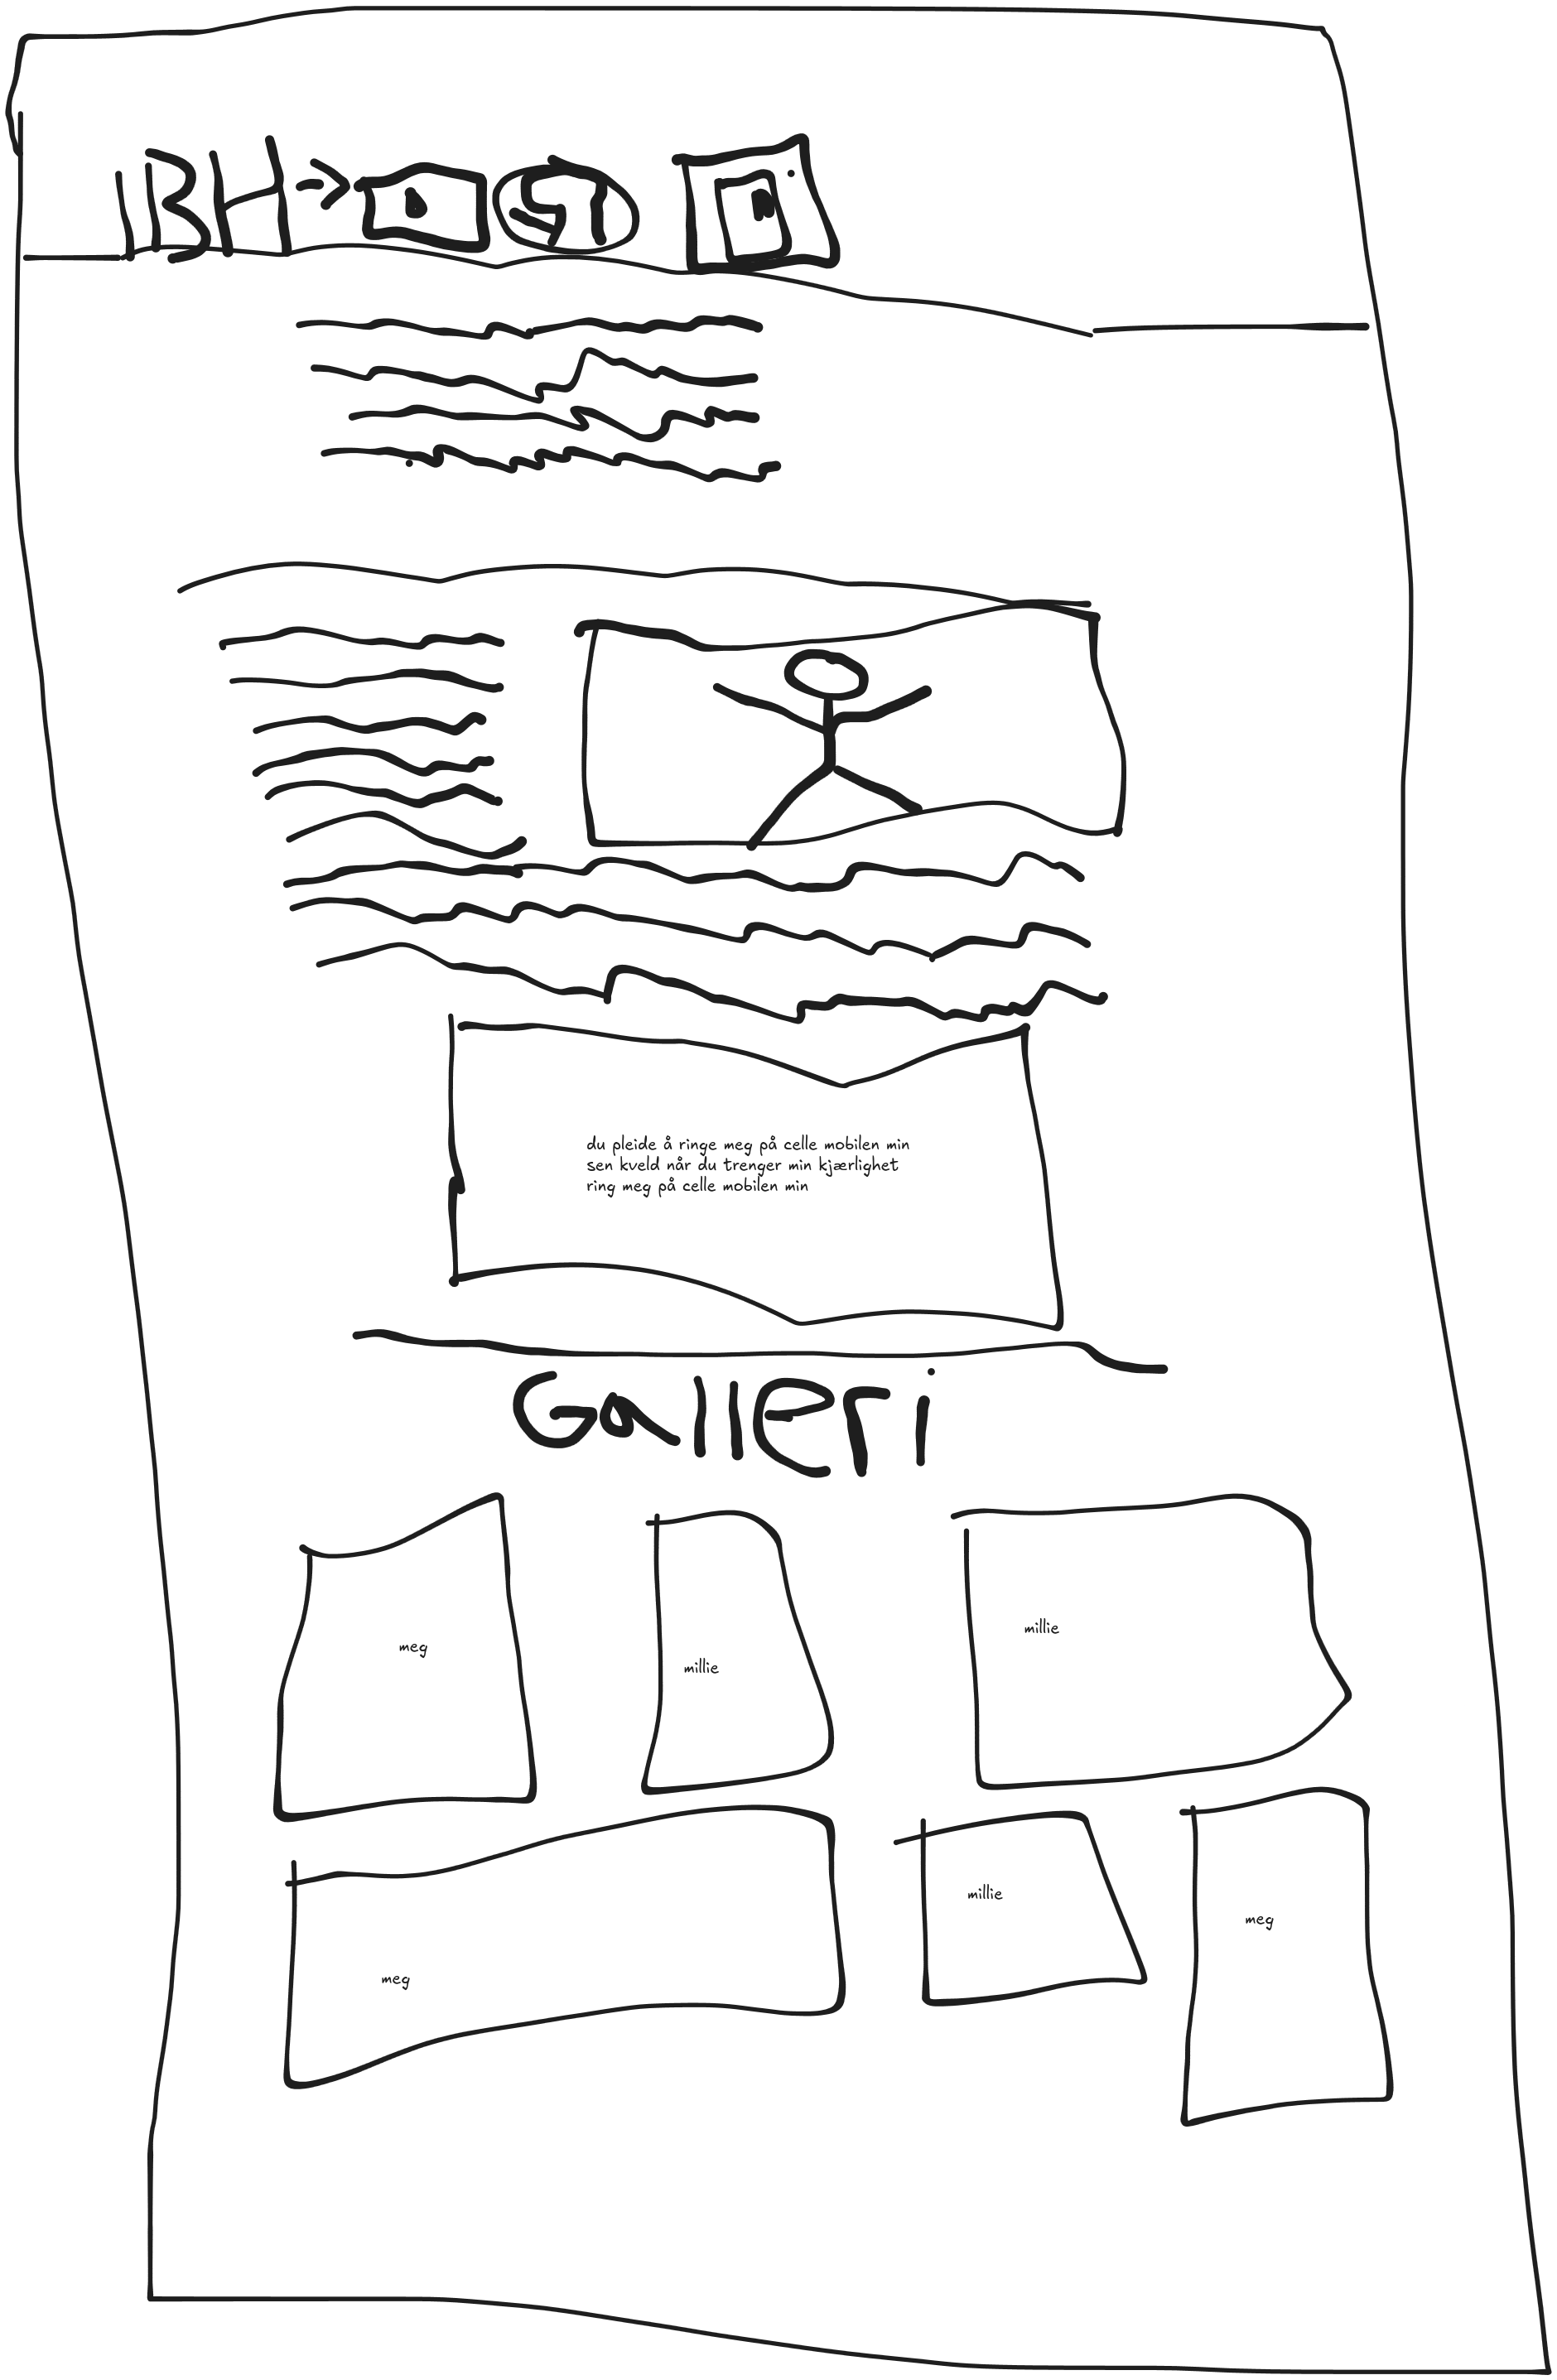 du pleide å ringe meg på celle mobilen min
sen kveld når du trenger min kjærlighet
ring meg på celle mobilen min
Galleri
meg
millie
millie
meg
millie
meg